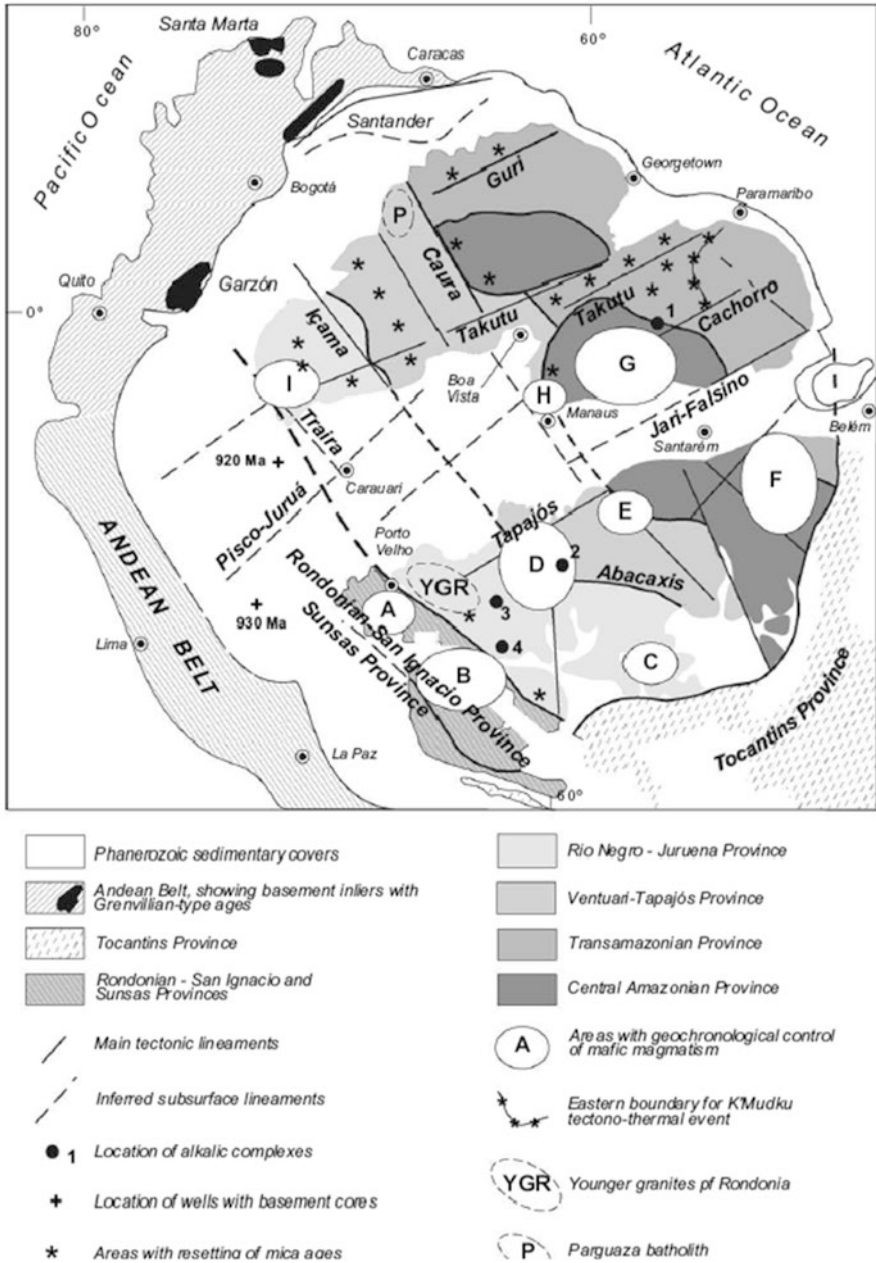 80°
60°
Santa Marta
Caracas
Atlantic Ocean
Pacific Ocean
Santander
Guri
Georgetown
Bogotá
P
Paramaribo
Caura
Quito
Garzón
0°
Içama
Takutu
Takutu
1
Cachorro
I
Boa
Vista
H
G
Manaus
Jari-Falsino
I
Belém
Santarém
Traira
920 Ma
Carauari
F
Pisco-Juruá
Tapajós
E
Porto
Velho
D
2
Abacaxis
ANDEAN BELT
Rondonian-San Ignacio Province
YGR
A
3
930 Ma
Sunsas Province
Lima
4
B
C
Tocantins Province
La Paz
60°
Phanerozoic sedimentary covers
Andean Belt, showing basement inliers with
Grenvillian-type ages
Tocantins Province
Rondonian - San Ignacio and
Sunsas Provinces
Main tectonic lineaments
Inferred subsurface lineaments
1 Location of alkalic complexes
+ Location of wells with basement cores
* Areas with resetting of mica ages
Rio Negro - Juruena Province
Ventuari-Tapajós Province
Transamazonian Province
Central Amazonian Province
A Areas with geochronological control
of mafic magmatism
Eastern boundary for K'Mudku
tectono-thermal event
YGR Younger granites pf Rondonia
P Parguaza batholith